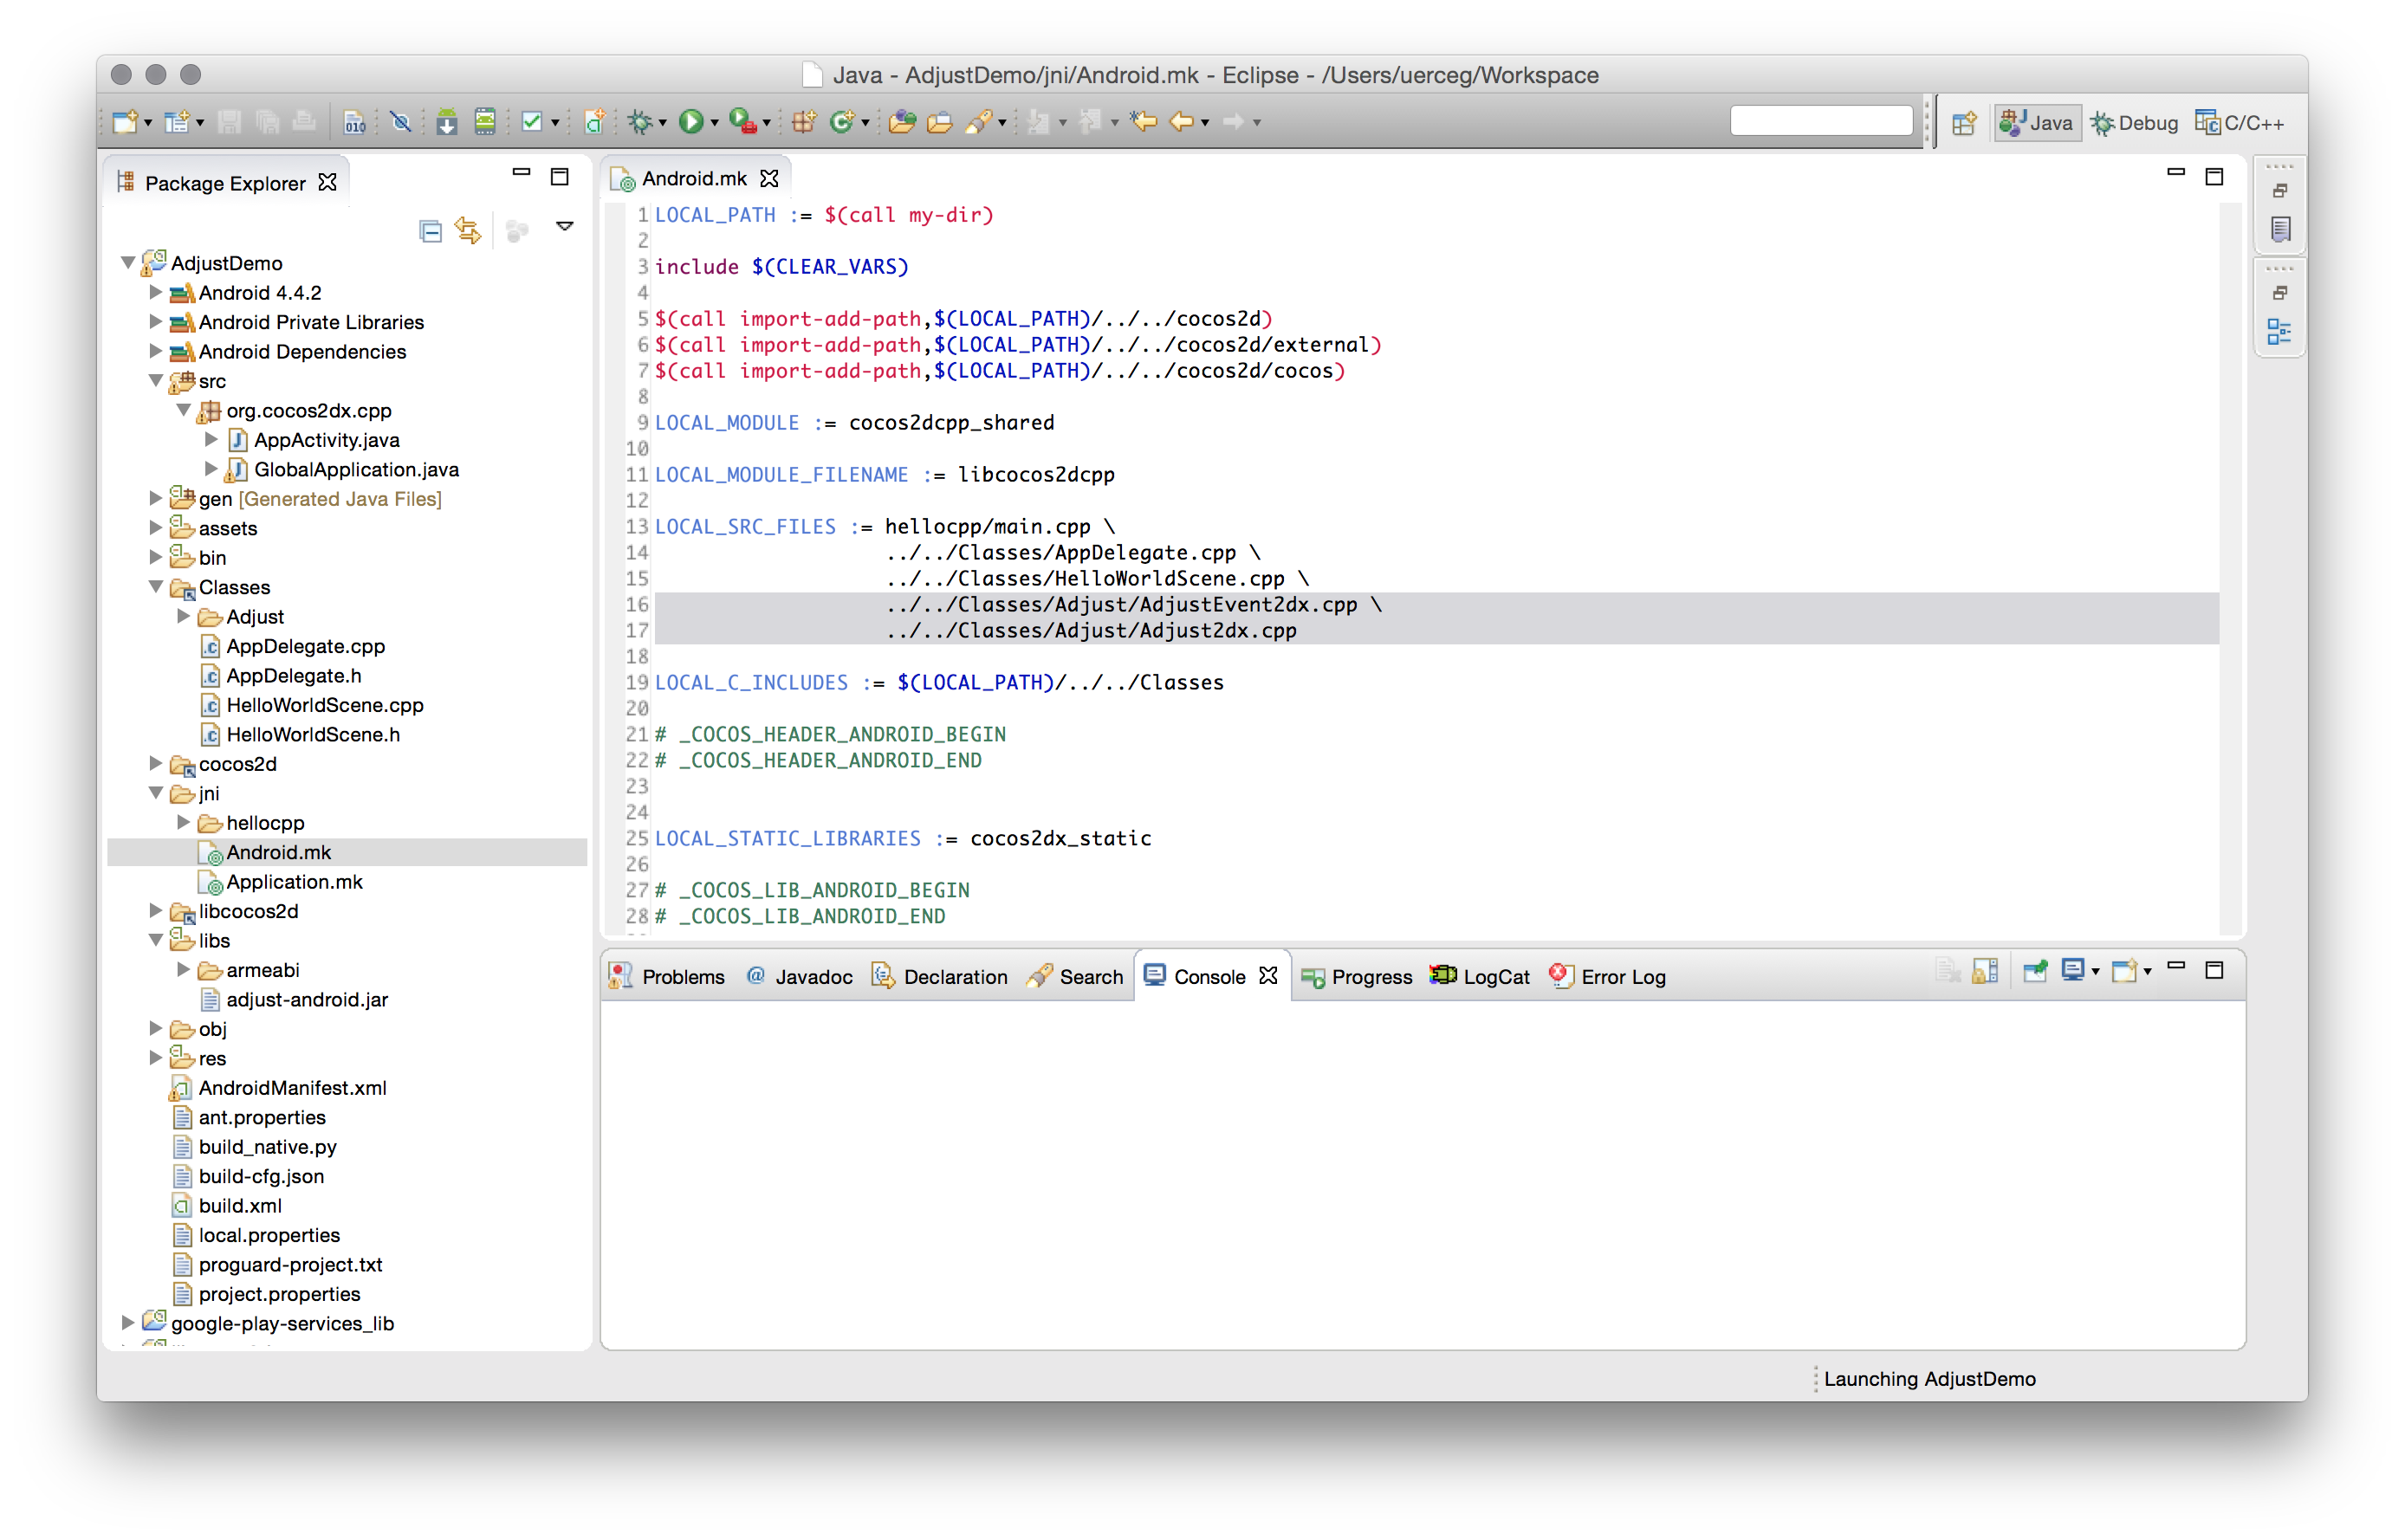 Java - AdjustDemo/jni/Android.mk - Eclipse - /Users/uerceg/Workspace
010
Java
Debug
C/C++
Package Explorer
AdjustDemo
Android 4.4.2
Android Private Libraries
Android Dependencies
src
org.cocos2dx.cpp
AppActivity.java
GlobalApplication.java
gen [Generated Java Files]
assets
bin
Classes
Adjust
AppDelegate.cpp
AppDelegate.h
HelloWorldScene.cpp
HelloWorldScene.h
cocos2d
jni
hellocpp
Android.mk
Application.mk
libcocos2d
libs
armeabi
adjust-android.jar
obj
res
AndroidManifest.xml
ant.properties
build_native.py
build-cfg.json
build.xml
local.properties
proguard-project.txt
project.properties
google-play-services_lib
Android.mk
1 LOCAL_PATH := $(call my-dir)
2
3 include $(CLEAR_VARS)
4
5 $(call import-add-path,$(LOCAL_PATH)/../../cocos2d)
6 $(call import-add-path,$(LOCAL_PATH)/../../cocos2d/external)
7 $(call import-add-path,$(LOCAL_PATH)/../../cocos2d/cocos)
8
9 LOCAL_MODULE := cocos2dcpp_shared
10
11 LOCAL_MODULE_FILENAME := libcocos2dcpp
12
13 LOCAL_SRC_FILES := hellocpp/main.cpp \
14 ../../Classes/AppDelegate.cpp \
15 ../../Classes/HelloWorldScene.cpp \
16 ../../Classes/Adjust/AdjustEvent2dx.cpp \
17 ../../Classes/Adjust/Adjust2dx.cpp
18
19 LOCAL_C_INCLUDES := $(LOCAL_PATH)/../../Classes
20
21 # _COCOS_HEADER_ANDROID_BEGIN
22 # _COCOS_HEADER_ANDROID_END
23
24
25 LOCAL_STATIC_LIBRARIES := cocos2dx_static
26
27 # _COCOS_LIB_ANDROID_BEGIN
28 # _COCOS_LIB_ANDROID_END
Problems @ Javadoc Declaration Search Console Progress LogCat Error Log
Launching AdjustDemo